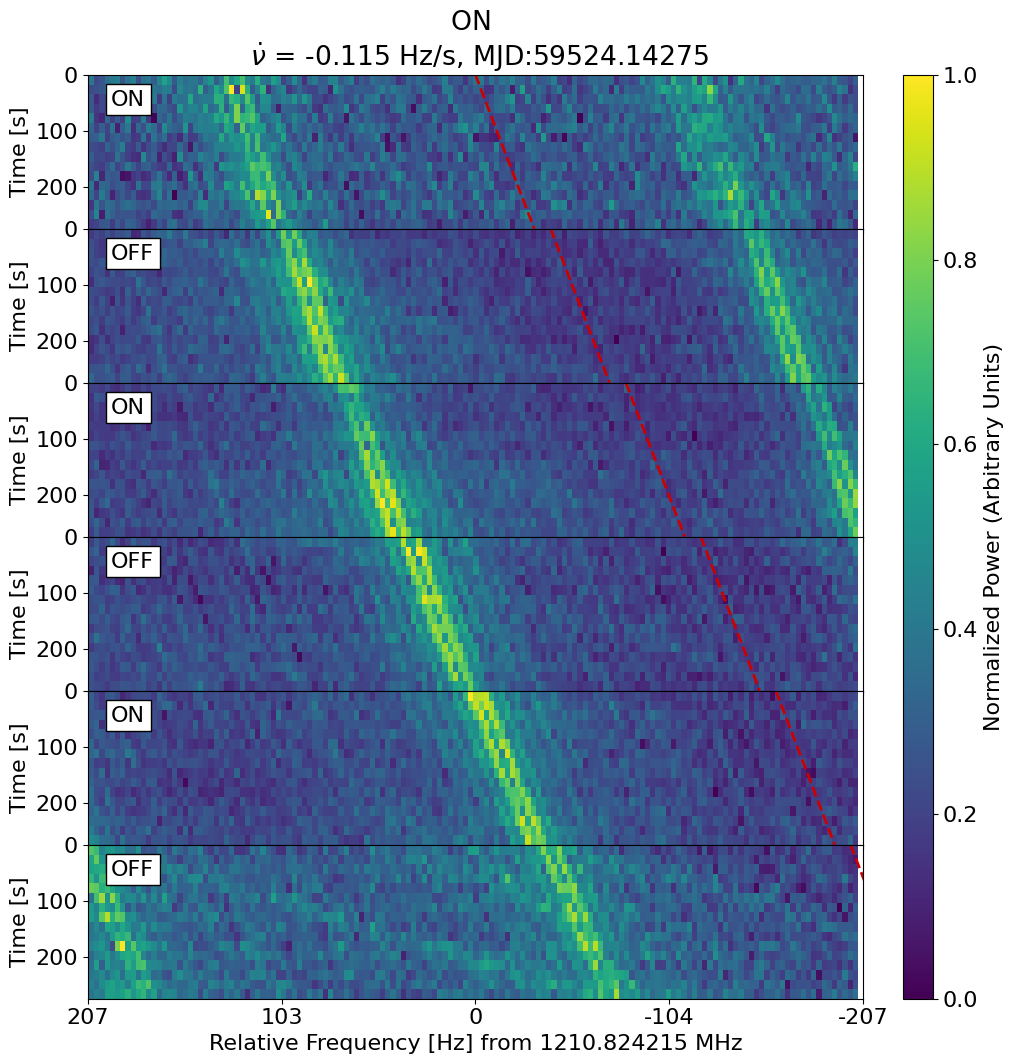 ON
ν̇ = -0.115 Hz/s, MJD:59524.14275
0
100
200
Time [s]
ON
0
100
200
Time [s]
OFF
0
100
200
Time [s]
ON
0
100
200
Time [s]
OFF
0
100
200
Time [s]
ON
0
100
200
Time [s]
OFF
207 103 0 -104 -207
Relative Frequency [Hz] from 1210.824215 MHz
1.0
0.8
0.6
0.4
0.2
0.0
Normalized Power (Arbitrary Units)